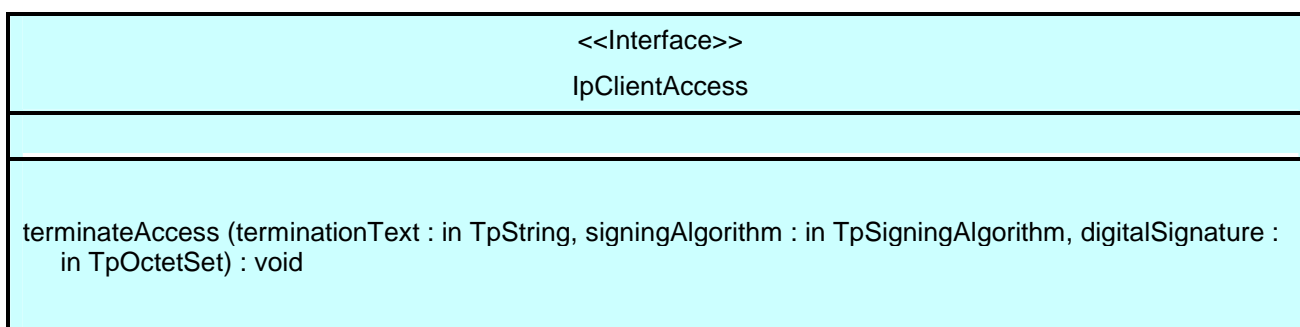 <<Interface>>
IpClientAccess
terminateAccess (terminationText : in TpString, signingAlgorithm : in TpSigningAlgorithm, digitalSignature :
in TpOctetSet) : void